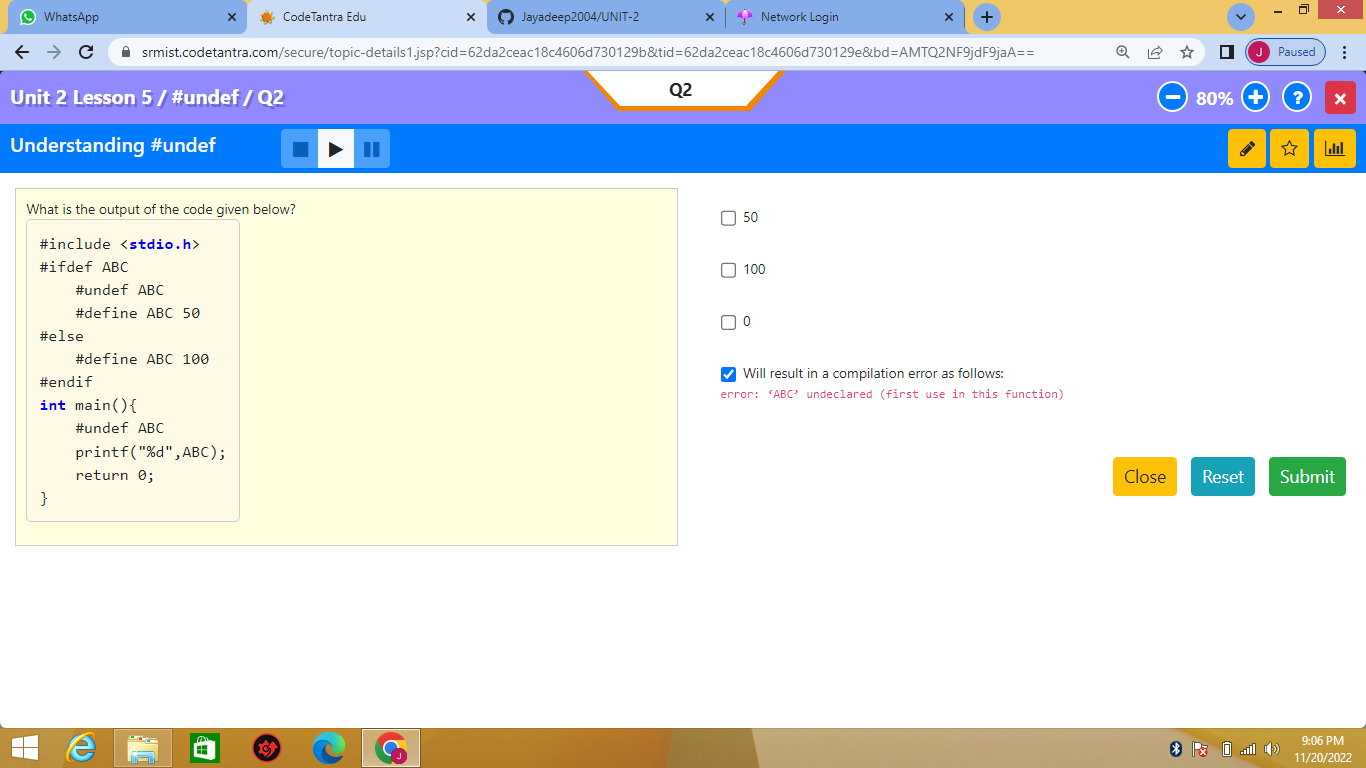 WhatsApp
CodeTantra Edu
Jayadeep2004/UNIT-2
Network Login
srmist.codetantra.com/secure/topic-details1.jsp?cid=62da2ceac18c4606d730129b&tid=62da2ceac18c4606d730129e&bd=AMTQ2NF9jdF9jaA==
J Paused
Unit 2 Lesson 5 / #undef / Q2
Q2
80%
?
Understanding #undef
What is the output of the code given below?
#include <stdio.h>
#ifdef ABC
    #undef ABC
    #define ABC 50
#else
    #define ABC 100
#endif
int main(){
    #undef ABC
    printf("%d",ABC);
    return 0;
}
50
100
0
Will result in a compilation error as follows:
error: ‘ABC’ undeclared (first use in this function)
Close Reset Submit
J
9:06 PM
11/20/2022